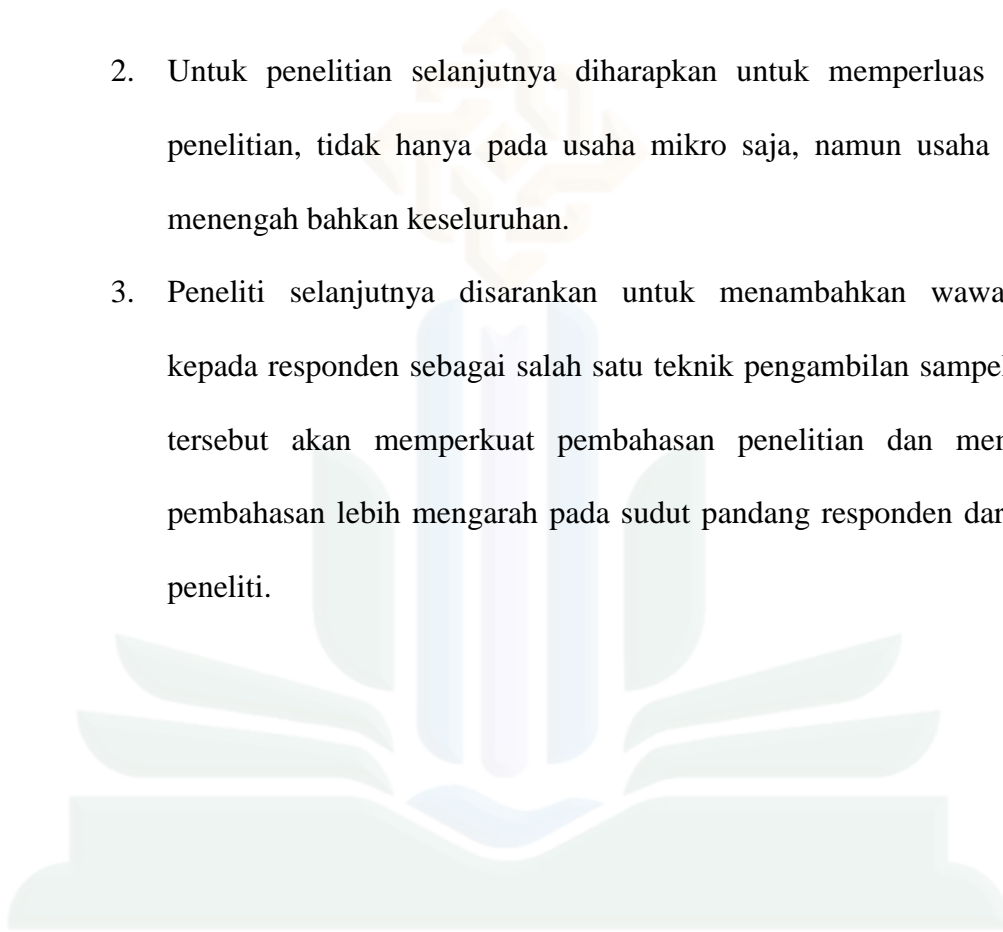 2. Untuk penelitian selanjutnya diharapkan untuk memperluas
penelitian, tidak hanya pada usaha mikro saja, namun usaha
menengah bahkan keseluruhan.
3. Peneliti selanjutnya disarankan untuk menambahkan
kepada responden sebagai salah satu teknik pengambilan
tersebut akan memperkuat pembahasan penelitian dan
pembahasan lebih mengarah pada sudut pandang responden
peneliti.